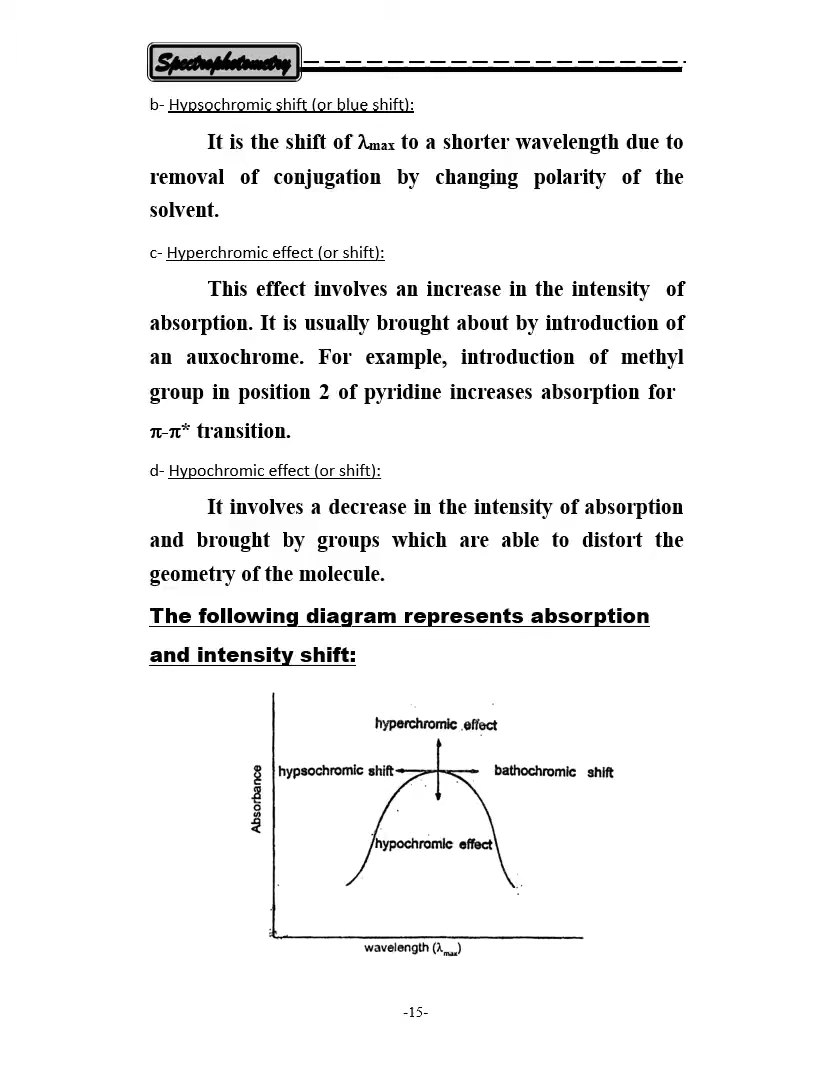 Spectrophotometry
b- Hypsochromic shift (or blue shift):
It is the shift of λmax to a shorter wavelength due to
removal of conjugation by changing polarity of the
solvent.
c- Hyperchromic effect (or shift):
This effect involves an increase in the intensity of
absorption. It is usually brought about by introduction of
an auxochrome. For example, introduction of methyl
group in position 2 of pyridine increases absorption for
π-π* transition.
d- Hypochromic effect (or shift):
It involves a decrease in the intensity of absorption
and brought by groups which are able to distort the
geometry of the molecule.
The following diagram represents absorption
and intensity shift:
hyperchromic effect
hypsochromic shift
bathochromic shift
Absorbance
hypochromic effect
wavelength (λmax)
-15-